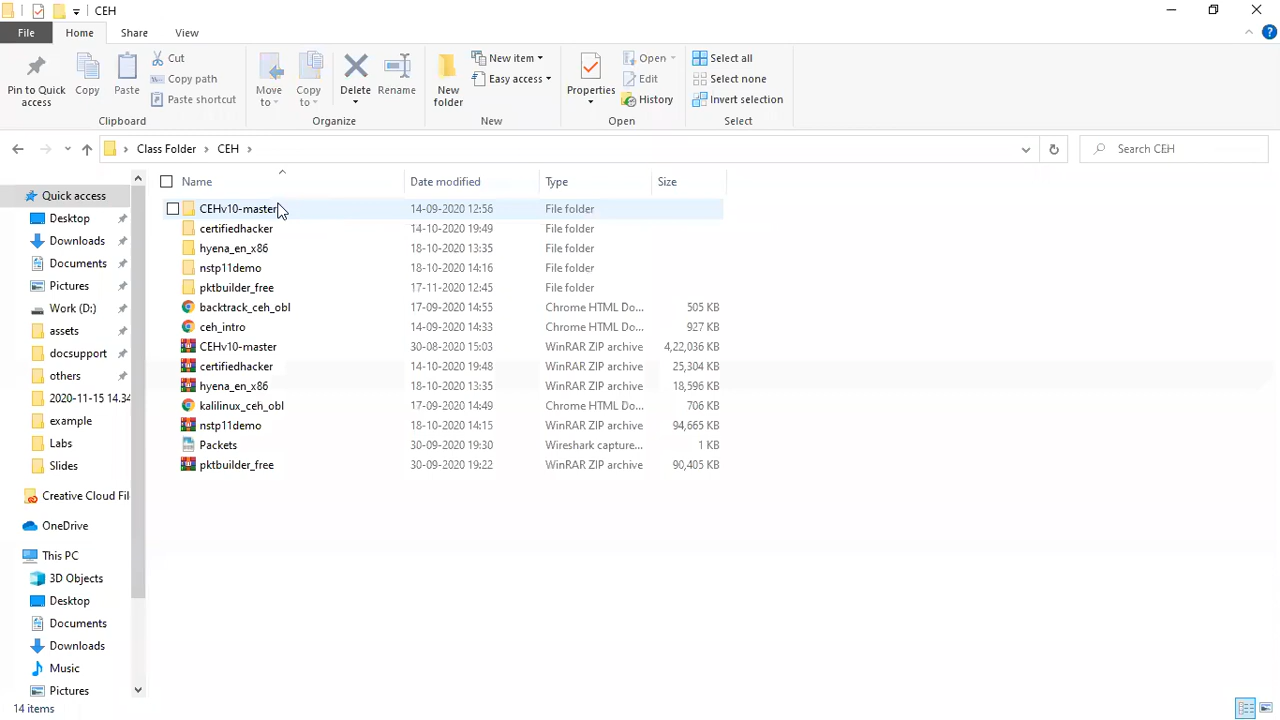 CEH
File Home Share View
Pin to Quick access
Copy
Paste
Cut
Copy path
Paste shortcut
Clipboard
Move to
Copy to
Delete
Rename
Organize
New folder
New item
Easy access
New
Properties
Open
Edit
History
Open
Select all
Select none
Invert selection
Select
Class Folder CEH
Search CEH
Quick access
Desktop
Downloads
Documents
Pictures
Work (D:)
assets
docsupport
others
2020-11-15 14.34
example
Labs
Slides
Creative Cloud Fil
OneDrive
This PC
3D Objects
Desktop
Documents
Downloads
Music
Pictures
Name Date modified Type Size
CEHv10-master 14-09-2020 12:56 File folder
certifiedhacker 14-10-2020 19:49 File folder
hyena_en_x86 18-10-2020 13:35 File folder
nstp11demo 18-10-2020 14:16 File folder
pktbuilder_free 17-11-2020 12:45 File folder
backtrack_ceh_obl 17-09-2020 14:55 Chrome HTML Do... 505 KB
ceh_intro 14-09-2020 14:33 Chrome HTML Do... 927 KB
CEHv10-master 30-08-2020 15:03 WinRAR ZIP archive 4,22,036 KB
certifiedhacker 14-10-2020 19:48 WinRAR ZIP archive 25,304 KB
hyena_en_x86 18-10-2020 13:35 WinRAR ZIP archive 18,596 KB
kalilinux_ceh_obl 17-09-2020 14:49 Chrome HTML Do... 706 KB
nstp11demo 18-10-2020 14:15 WinRAR ZIP archive 94,665 KB
Packets 30-09-2020 19:30 Wireshark capture... 1 KB
pktbuilder_free 30-09-2020 19:22 WinRAR ZIP archive 90,405 KB
14 items